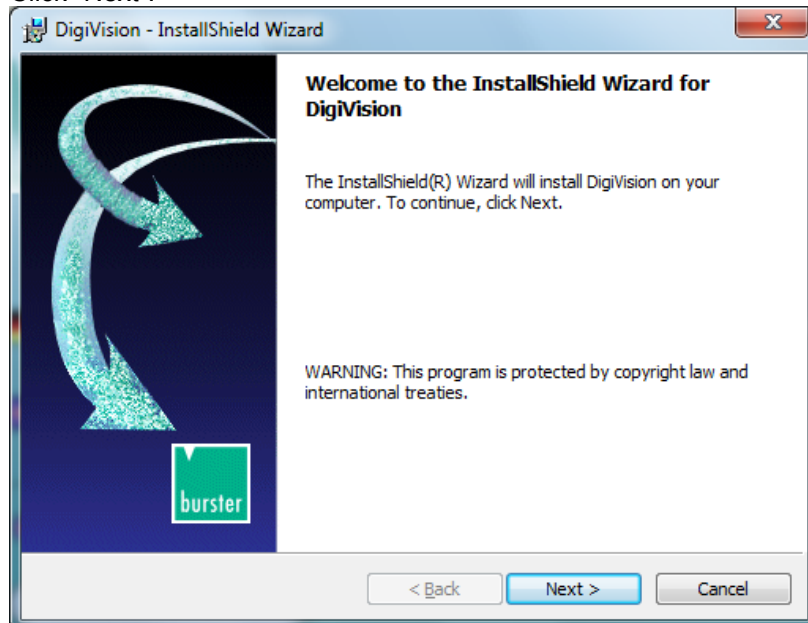 Click "Next".
DigiVision - InstallShield Wizard
Welcome to the InstallShield Wizard for
DigiVision
The InstallShield(R) Wizard will install DigiVision on your
computer. To continue, click Next.
WARNING: This program is protected by copyright law and
international treaties.
burster
< Back
Next >
Cancel